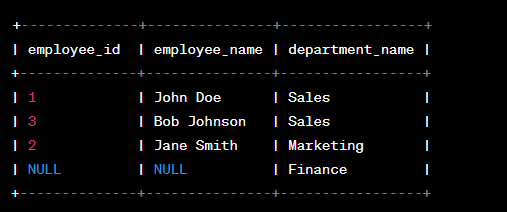 +--------------+---------------+-----------------+
| employee_id  | employee_name | department_name |
+--------------+---------------+-----------------+
| 1            | John Doe      | Sales           |
| 3            | Bob Johnson   | Sales           |
| 2            | Jane Smith    | Marketing       |
| NULL         | NULL          | Finance         |
+--------------+---------------+-----------------+